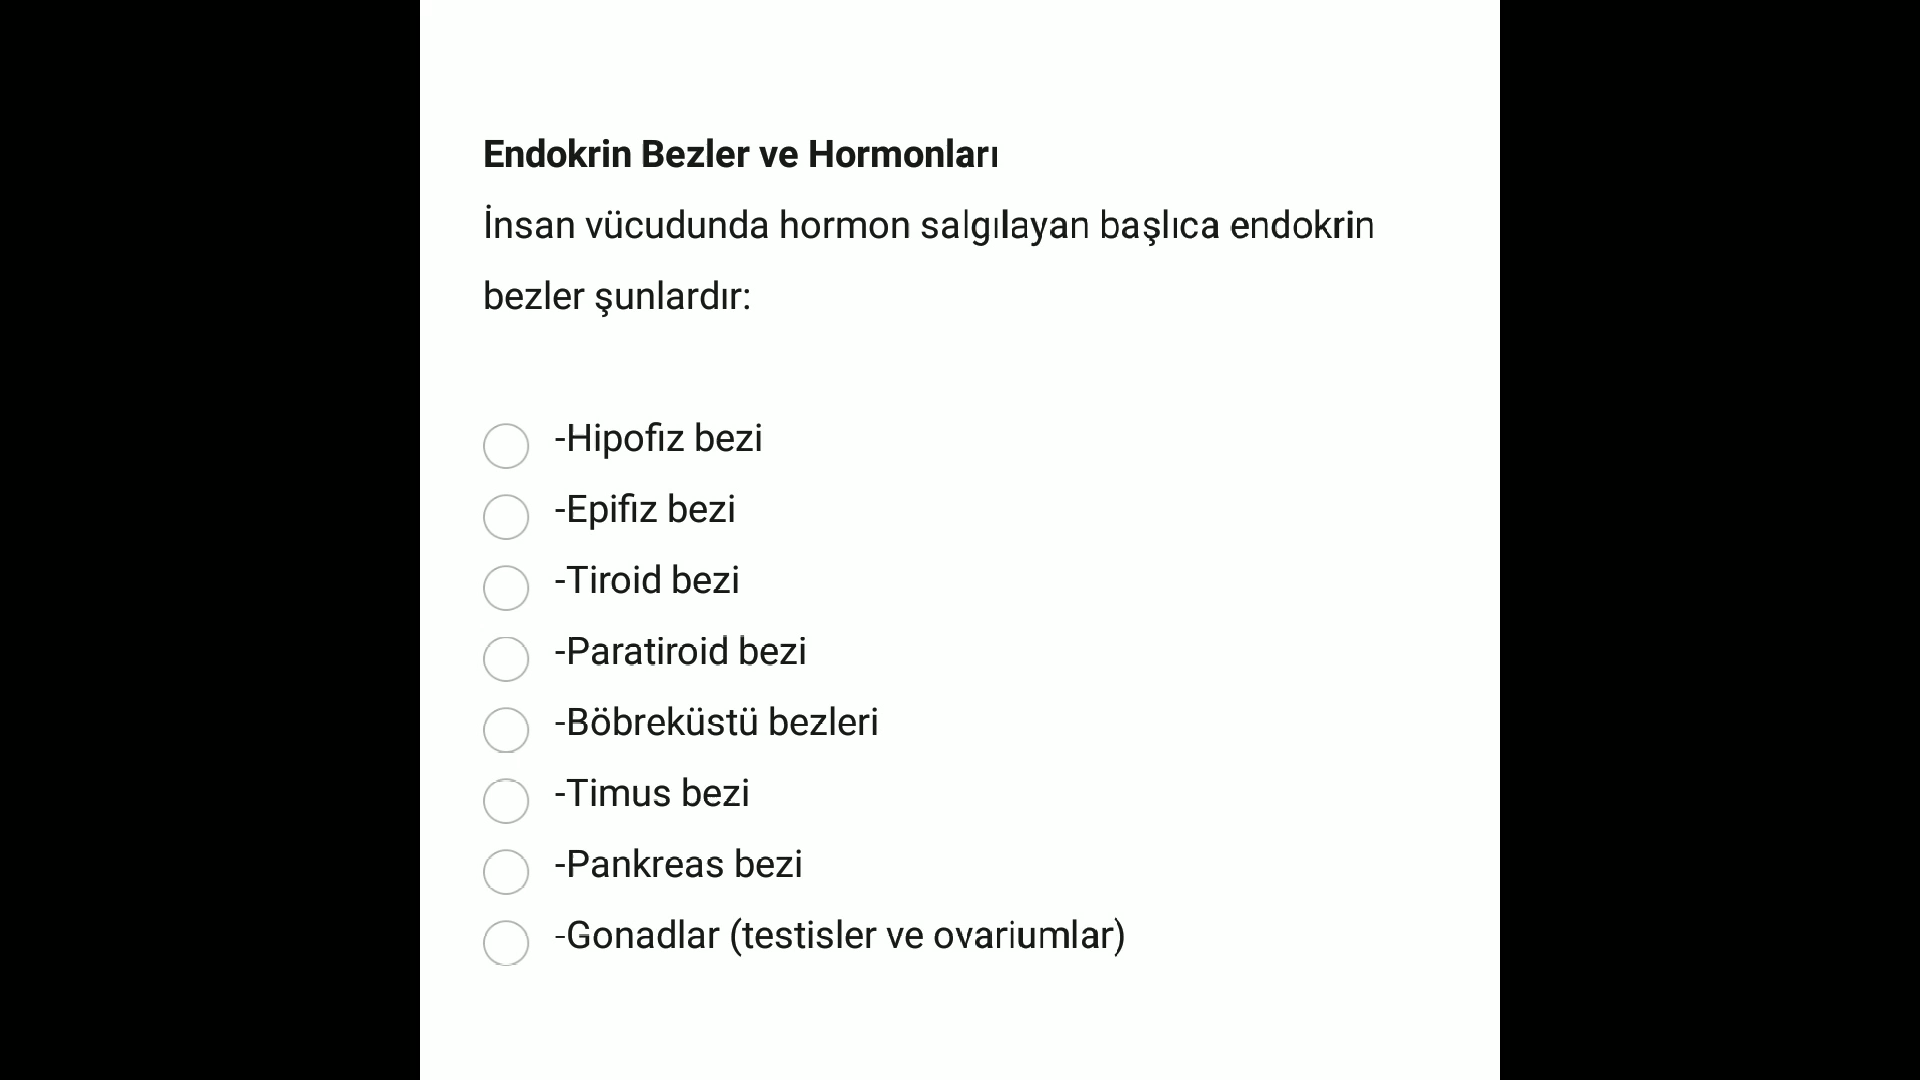 Endokrin Bezler ve Hormonları
İnsan vücudunda hormon salgılayan başlıca endokrin
bezler şunlardır:
-Hipofiz bezi
-Epifiz bezi
-Tiroid bezi
-Paratiroid bezi
-Böbreküstü bezleri
-Timus bezi
-Pankreas bezi
-Gonadlar (testisler ve ovariumlar)